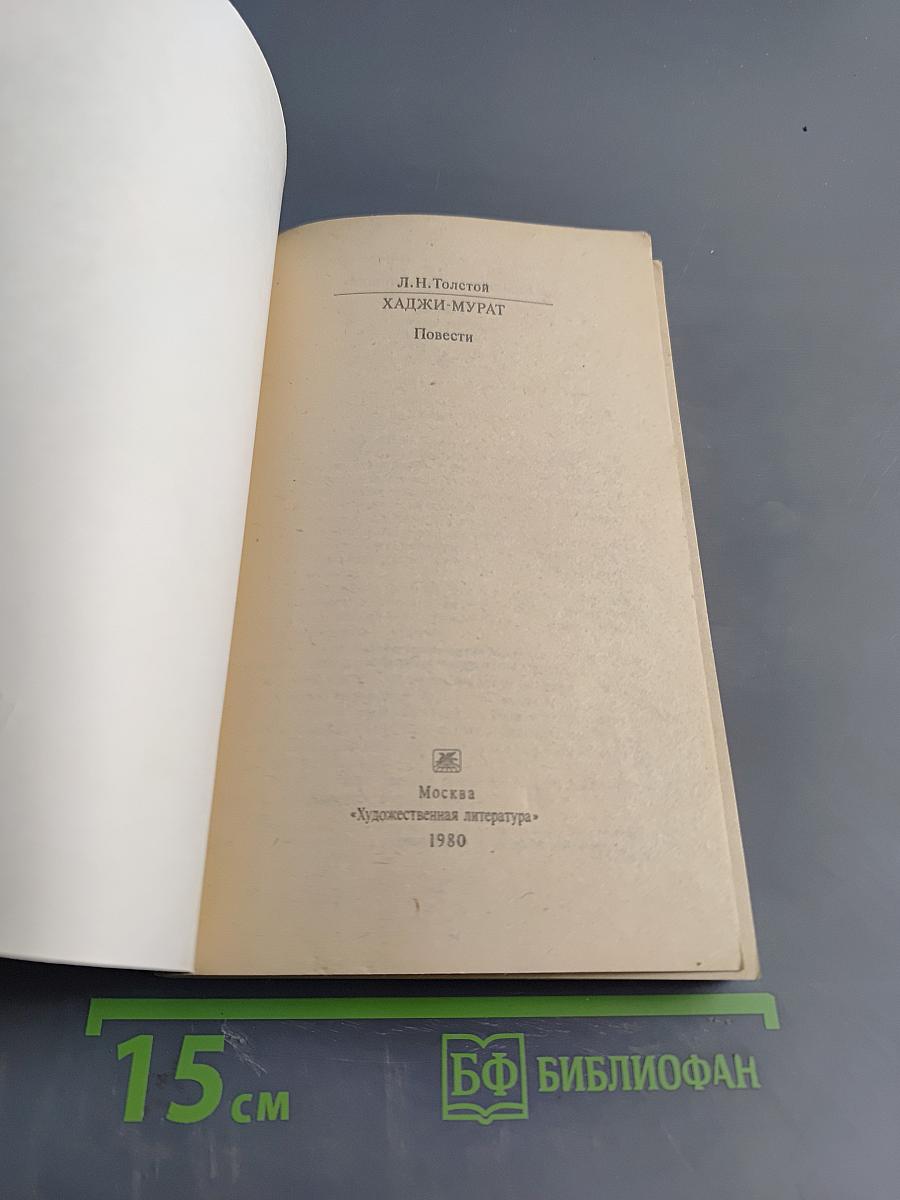 Л.Н.Толстой
ХАДЖИ-МУРАТ
Повести
Москва
«Художественная литература»
1980
15 см
БФ БИБЛИОФАН